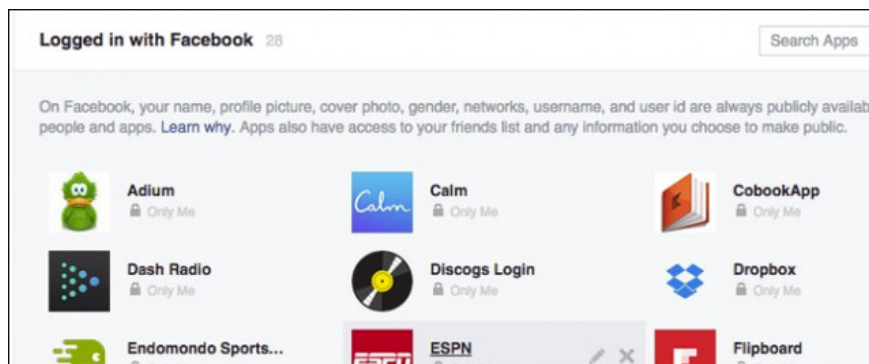 Logged in with Facebook 28
Search Apps
On Facebook, your name, profile picture, cover photo, gender, networks, username, and user id are always publicly availab
people and apps. Learn why. Apps also have access to your friends list and any information you choose to make public.
Adium
Only Me
Calm
Calm
Only Me
CobookApp
Only Me
Dash Radio
Only Me
Discogs Login
Only Me
Dropbox
Only Me
Endomondo Sports...
ESPN
ESPN
Flipboard